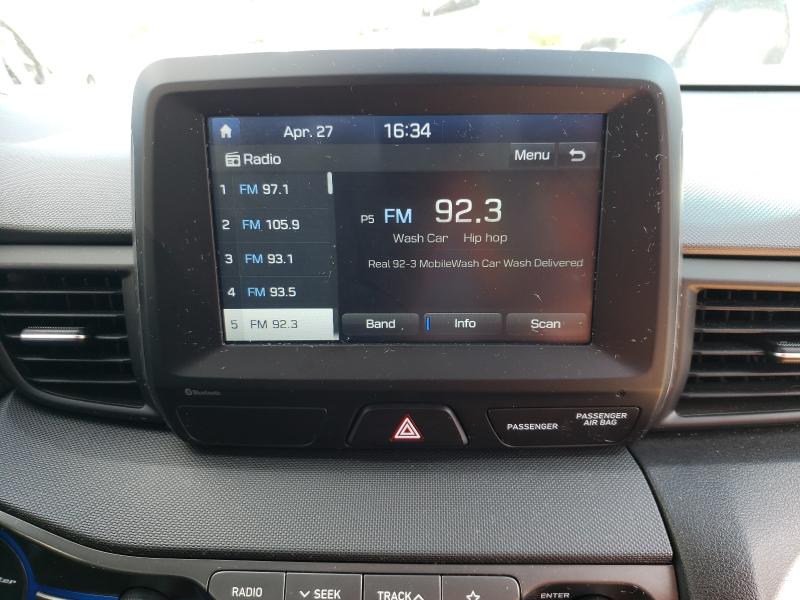 Apr. 27 16:34
Radio Menu
1 FM 97.1
2 FM 105.9
3 FM 93.1
4 FM 93.5
5 FM 92.3
P5 FM 92.3
Wash Car Hip hop
Real 92-3 MobileWash Car Wash Delivered
Band Info Scan
Bluetooth
PASSENGER
PASSENGER
AIR BAG
RADIO
SEEK
TRACK
ENTER